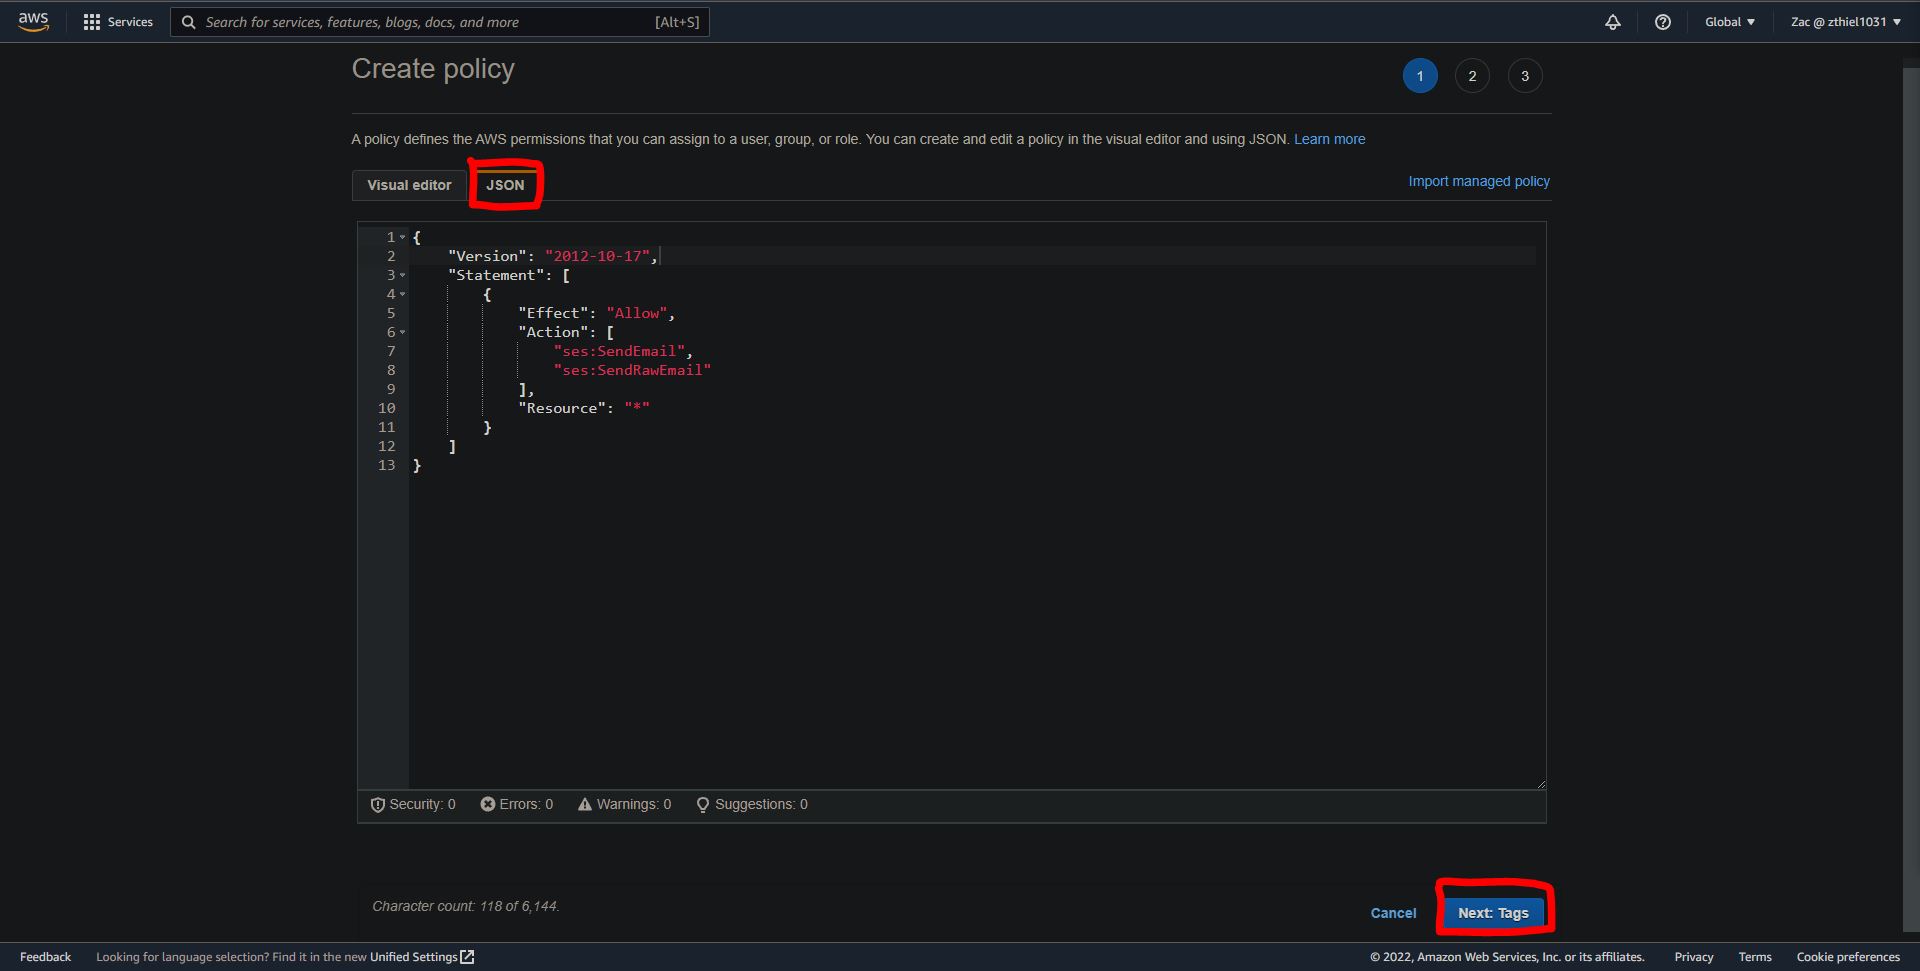 aws Services Search for services, features, blogs, docs, and more [Alt+S] Global Zac @ zthiel1031
Create policy
1 2 3
A policy defines the AWS permissions that you can assign to a user, group, or role. You can create and edit a policy in the visual editor and using JSON. Learn more
Visual editor JSON Import managed policy
1 {
2     "Version": "2012-10-17",
3     "Statement": [
4         {
5             "Effect": "Allow",
6             "Action": [
7                 "ses:SendEmail",
8                 "ses:SendRawEmail"
9             ],
10             "Resource": "*"
11         }
12     ]
13 }
Security: 0 Errors: 0 Warnings: 0 Suggestions: 0
Character count: 118 of 6,144.
Cancel Next: Tags
Feedback Looking for language selection? Find it in the new Unified Settings © 2022, Amazon Web Services, Inc. or its affiliates. Privacy Terms Cookie preferences